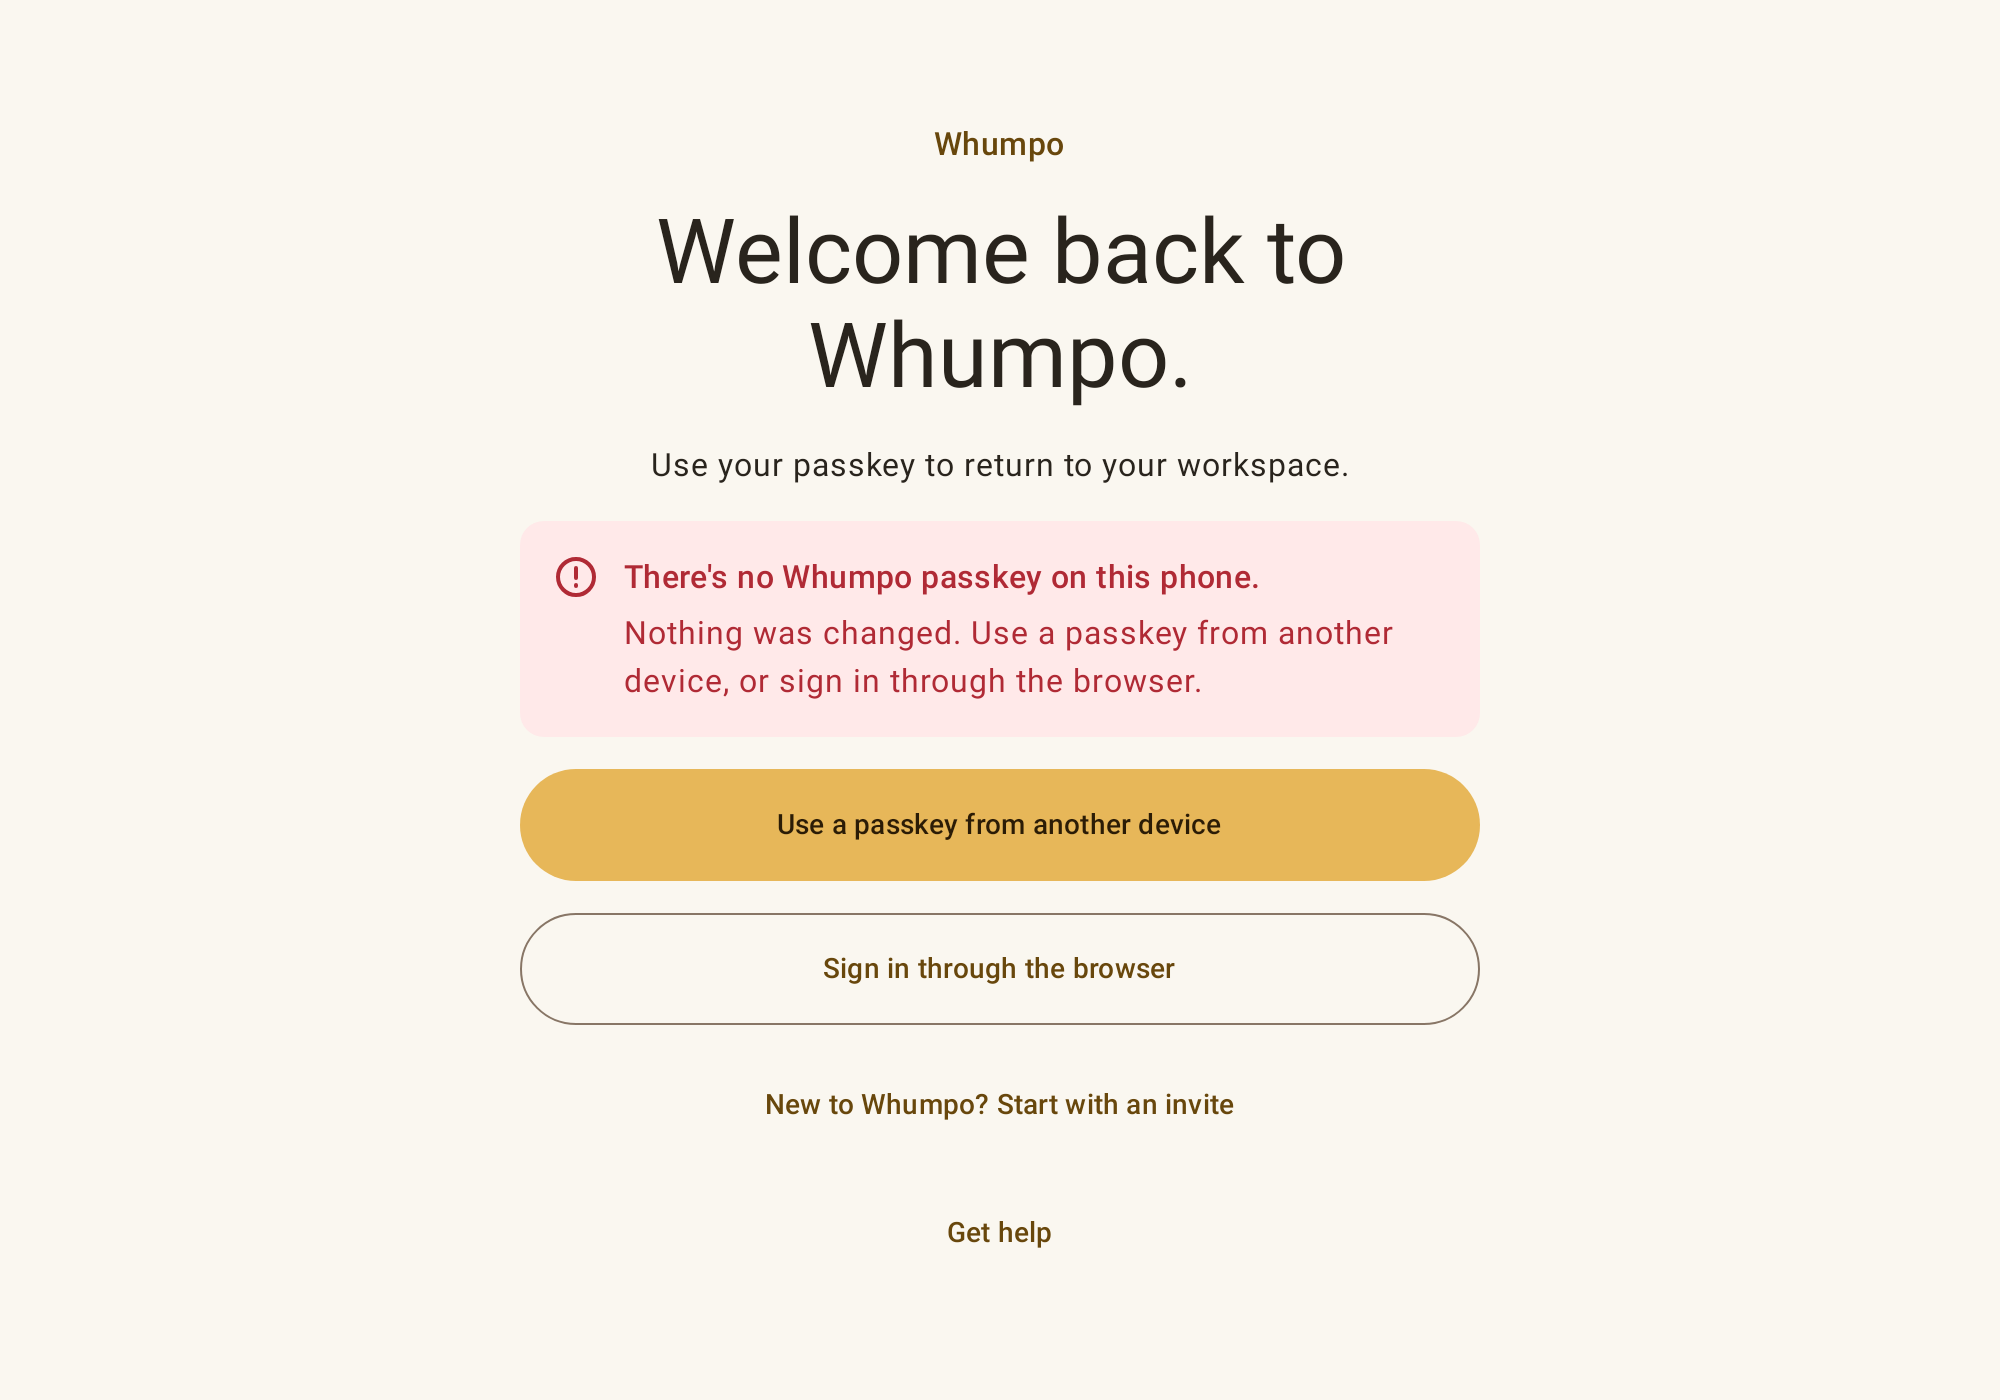 Whumpo
Welcome back to
Whumpo.
Use your passkey to return to your workspace.
There's no Whumpo passkey on this phone.
Nothing was changed. Use a passkey from another
device, or sign in through the browser.
Use a passkey from another device
Sign in through the browser
New to Whumpo? Start with an invite
Get help